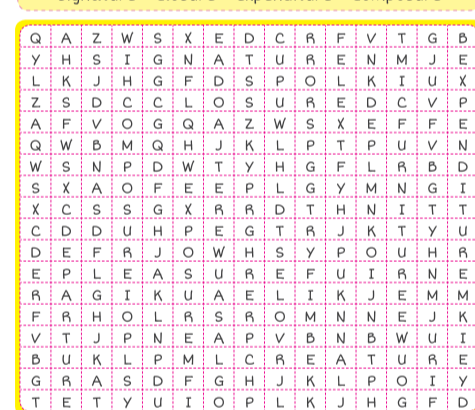 Q A Z W S X E D C R F V T G B
Y H S I G N A T U R E N M J E
L K J H G F D S P O L K I U X
Z S D C C L O S U R E D C V P
A F V O G Q A Z W S X E F F E
Q W B M Q H J K L P T P U V N
W S N P D W T Y H G F L R B D
S X A O F E E P L G Y M N G I
X C S S G X R R D T H N I T T
C D D U H P E G T R J K T Y U
D E F R J O W H S Y P O U H R
E P L E A S U R E F U I R N E
R A G I K U A E L I K J E M M
F R H O L R S R O M N N E J K
V T J P N E A P V B N B W U I
B U K L P M L C R E A T U R E
G R A S D F G H J K L P O I Y
T E T Y U I O P L K J H G F D